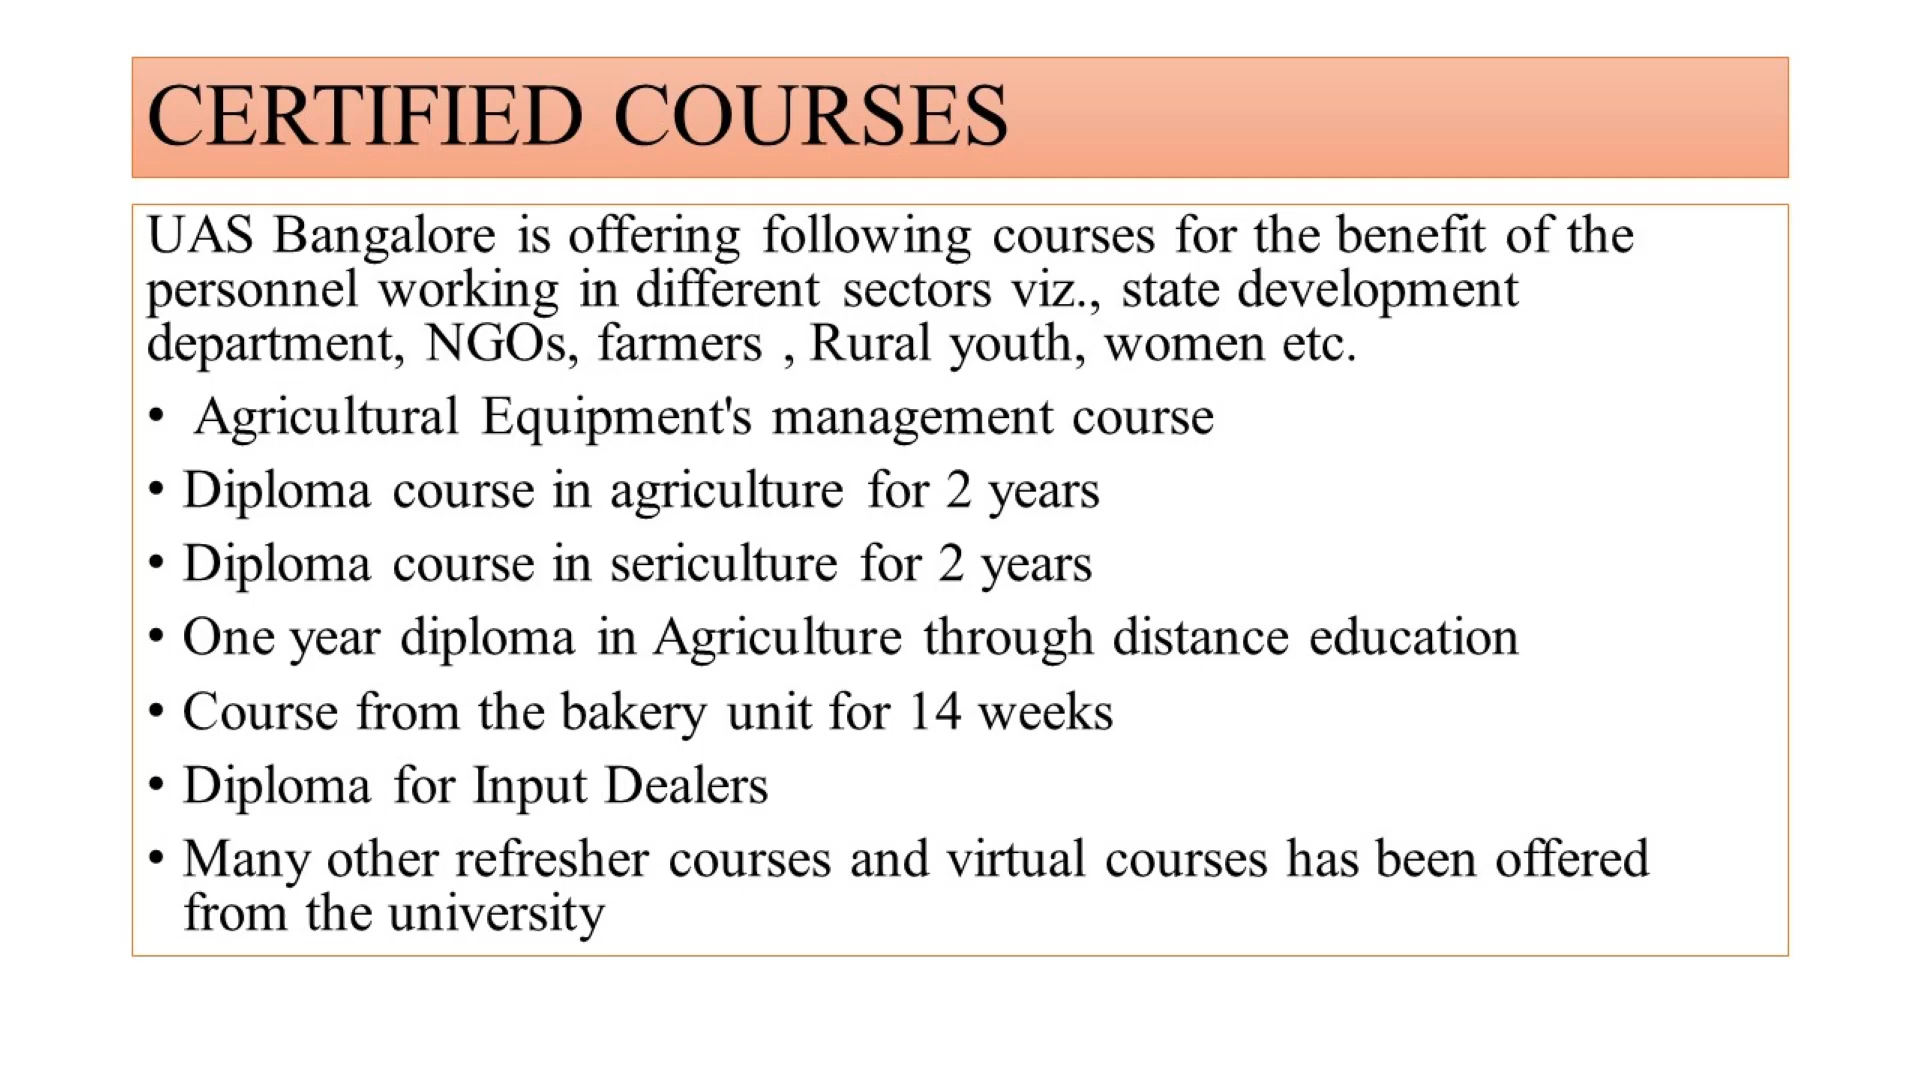 CERTIFIED COURSES
UAS Bangalore is offering following courses for the benefit of the
personnel working in different sectors viz., state development
department, NGOs, farmers , Rural youth, women etc.
• Agricultural Equipment's management course
• Diploma course in agriculture for 2 years
• Diploma course in sericulture for 2 years
• One year diploma in Agriculture through distance education
• Course from the bakery unit for 14 weeks
• Diploma for Input Dealers
• Many other refresher courses and virtual courses has been offered
from the university